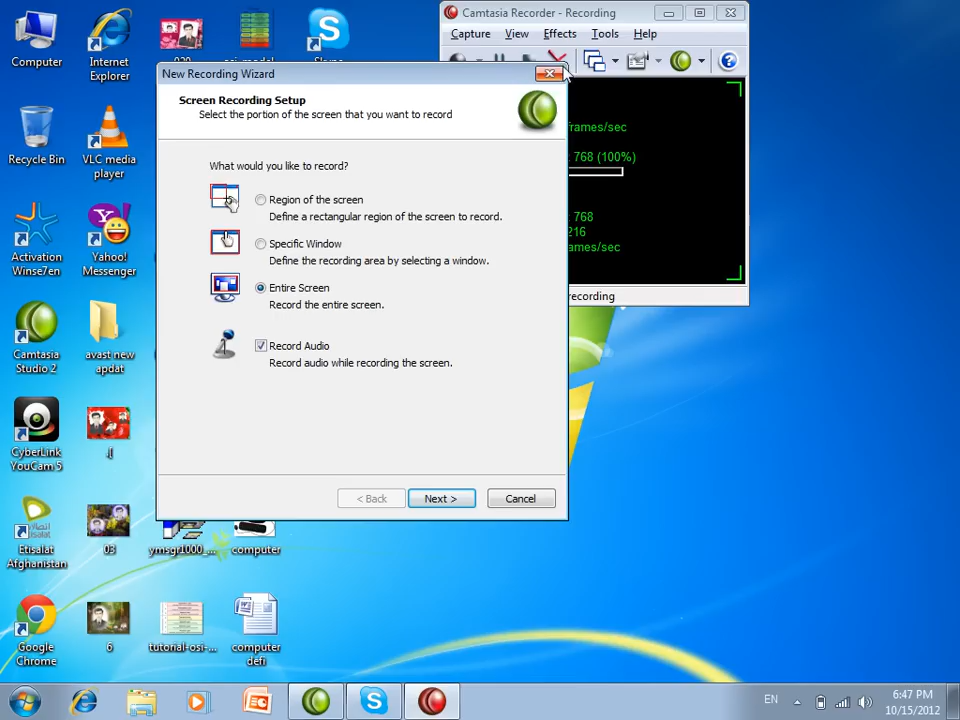 Camtasia Recorder - Recording
Capture View Effects Tools Help
frames/sec
768 (100%)
768
216
ames/sec
recording
New Recording Wizard
Screen Recording Setup
Select the portion of the screen that you want to record
What would you like to record?
Region of the screen
Define a rectangular region of the screen to record.
Specific Window
Define the recording area by selecting a window.
Entire Screen
Record the entire screen.
Record Audio
Record audio while recording the screen.
< Back Next > Cancel
Computer
Internet
Explorer
Recycle Bin
VLC media
player
Activation
Winse7en
Yahoo!
Messenger
Camtasia
Studio 2
avast new
apdat
CyberLink
YouCam 5
.[
Etisalat
Afghanistan
03
ymsgr1000_...
computer
Google
Chrome
6
tutorial-osi-...
computer
defi
EN
6:47 PM
10/15/2012